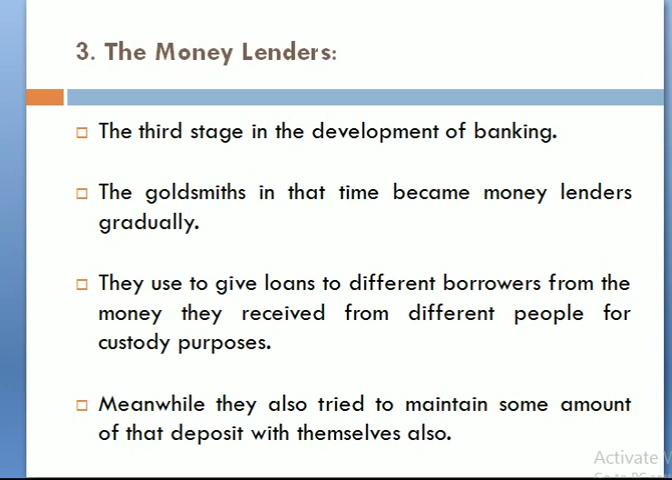 3. The Money Lenders:
The third stage in the development of banking.
The goldsmiths in that time became money lenders
gradually.
They use to give loans to different borrowers from the
money they received from different people for
custody purposes.
Meanwhile they also tried to maintain some amount
of that deposit with themselves also.
Activate